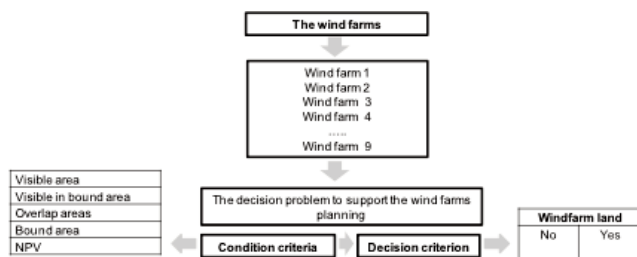 The wind farms
Wind farm 1
Wind farm 2
Wind farm 3
Wind farm 4
.....
Wind farm 9
The decision problem to support the wind farms
planning
Visible area
Visible in bound area
Overlap areas
Bound area
NPV
Condition criteria
Decision criterion
Windfarm land
No Yes